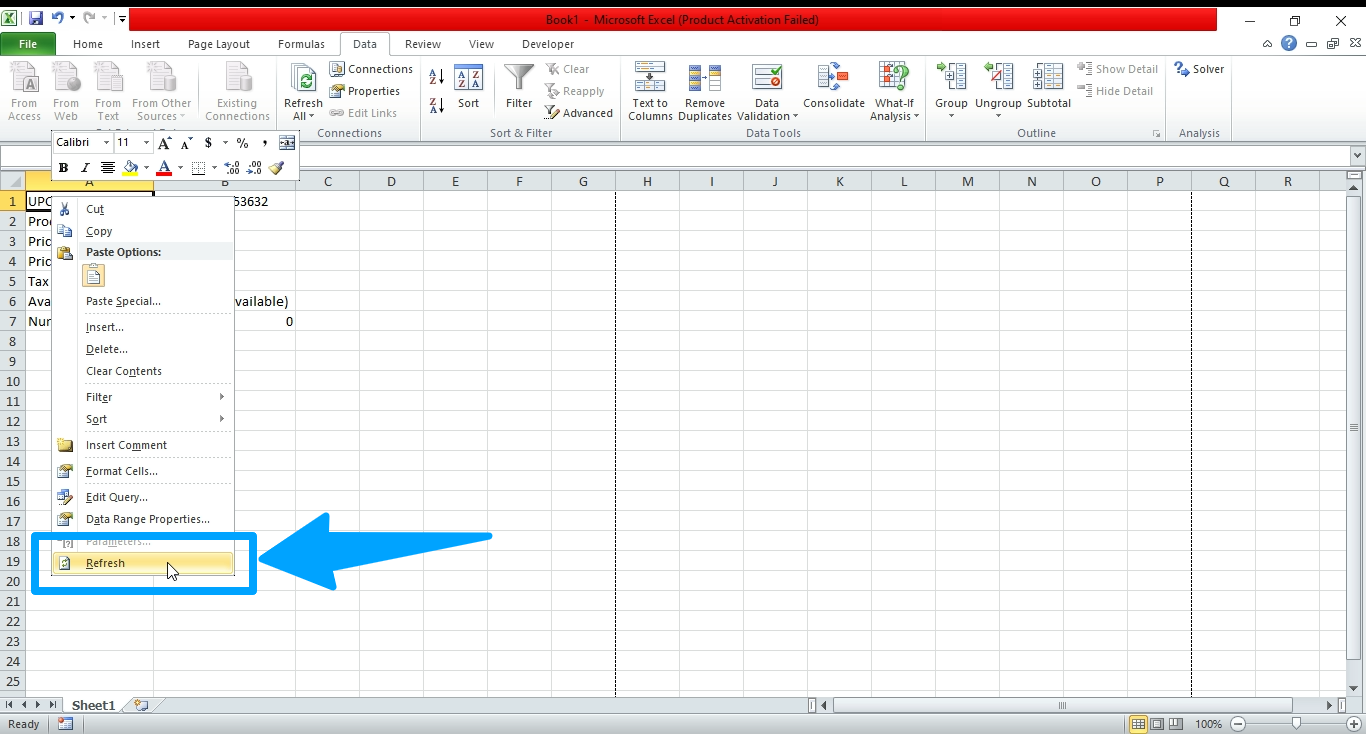 Book1 - Microsoft Excel (Product Activation Failed)
File Home Insert Page Layout Formulas Data Review View Developer
From Access
From Web
From Text
From Other Sources
Existing Connections
Refresh All
Connections
Properties
Edit Links
Connections
Sort
Filter
Clear
Reapply
Advanced
Sort & Filter
Text to Columns
Remove Duplicates
Data Validation
Consolidate
What-If Analysis
Data Tools
Group
Ungroup
Subtotal
Show Detail
Hide Detail
Outline
Solver
Analysis
Calibri 11 A A $ % ,
B I A
A B C D E F G H I J K L M N O P Q R
1 UPC 53632
2
3
4
5 Tax
6 vailable)
7 0
8
9
10
11
12
13
14
15
16
17
18
19
20
21
22
23
24
25
Cut
Copy
Paste Options:
Paste Special...
Insert...
Delete...
Clear Contents
Filter
Sort
Insert Comment
Format Cells...
Edit Query...
Data Range Properties...
Parameters...
Refresh
Sheet1
Ready 100%